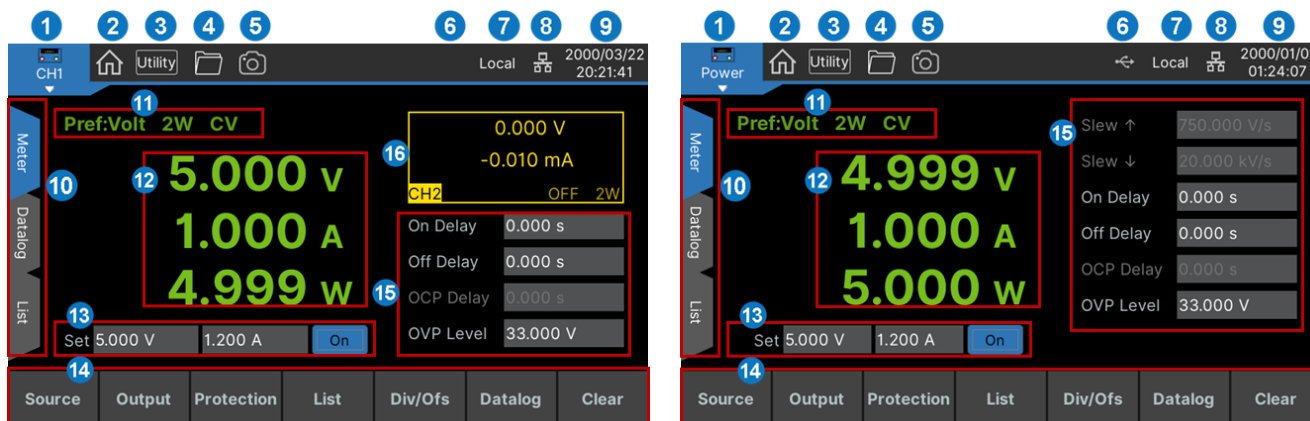 1 2 3 4 5 6 7 8 9
CH1 Utility Local 2000/03/22
20:21:41
11
Pref:Volt 2W CV
Meter
Datalog
List
10
12
5.000 V
1.000 A
4.999 W
16
0.000 V
-0.010 mA
CH2 OFF 2W
15
On Delay 0.000 s
Off Delay 0.000 s
OCP Delay 0.000 s
OVP Level 33.000 V
13
Set 5.000 V 1.200 A On
14
Source Output Protection List Div/Ofs Datalog Clear
1 2 3 4 5 6 7 8 9
Power Utility Local 2000/01/0
01:24:07
11
Pref:Volt 2W CV
Meter
Datalog
List
10
12
4.999 V
1.000 A
5.000 W
15
Slew ↑ 750.000 V/s
Slew ↓ 20.000 kV/s
On Delay 0.000 s
Off Delay 0.000 s
OCP Delay 0.000 s
OVP Level 33.000 V
13
Set 5.000 V 1.200 A On
14
Source Output Protection List Div/Ofs Datalog Clear